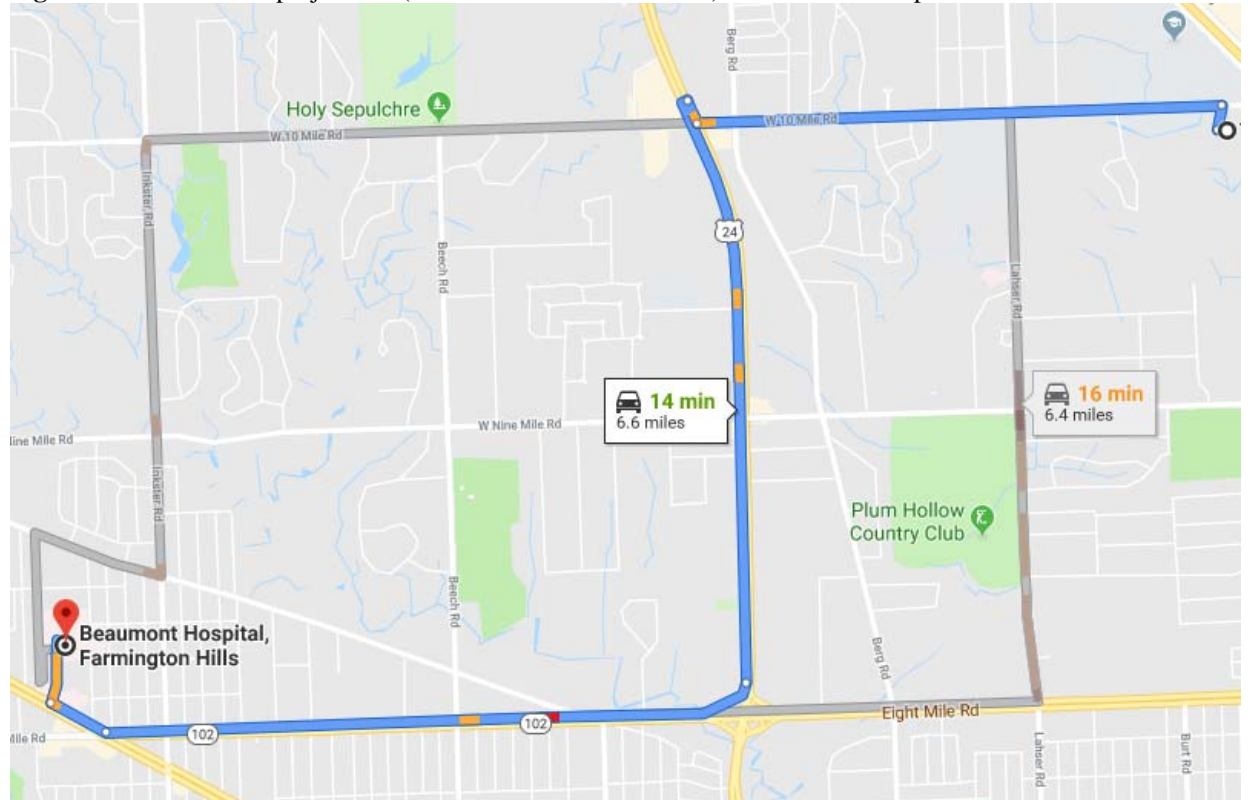 Berg Rd
Holy Sepulchre
W 10 Mile Rd
W 10 Mile Rd
Inkster Rd
24
Beech Rd
Lahser Rd
14 min
6.6 miles
16 min
6.4 miles
W Nine Mile Rd
line Mile Rd
Inkster Rd
Plum Hollow
Country Club
Beech Rd
Beaumont Hospital,
Farmington Hills
Berg Rd
Eight Mile Rd
102
102
Mile Rd
Lahser Rd
Burt Rd